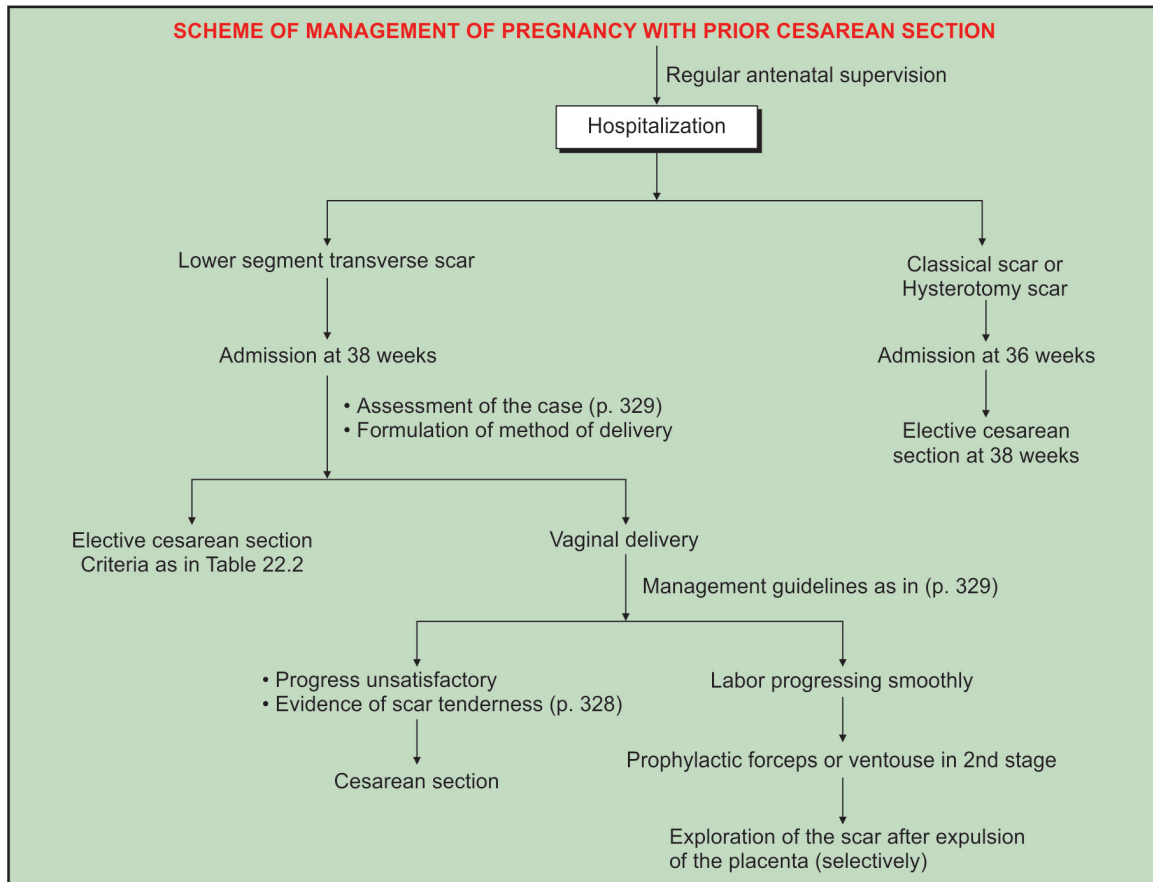 SCHEME OF MANAGEMENT OF PREGNANCY WITH PRIOR CESAREAN SECTION
Regular antenatal supervision
Hospitalization
Lower segment transverse scar
Classical scar or
Hysterotomy scar
Admission at 38 weeks
Admission at 36 weeks
• Assessment of the case (p. 329)
• Formulation of method of delivery
Elective cesarean
section at 38 weeks
Elective cesarean section
Criteria as in Table 22.2
Vaginal delivery
Management guidelines as in (p. 329)
• Progress unsatisfactory
• Evidence of scar tenderness (p. 328)
Labor progressing smoothly
Cesarean section
Prophylactic forceps or ventouse in 2nd stage
Exploration of the scar after expulsion
of the placenta (selectively)